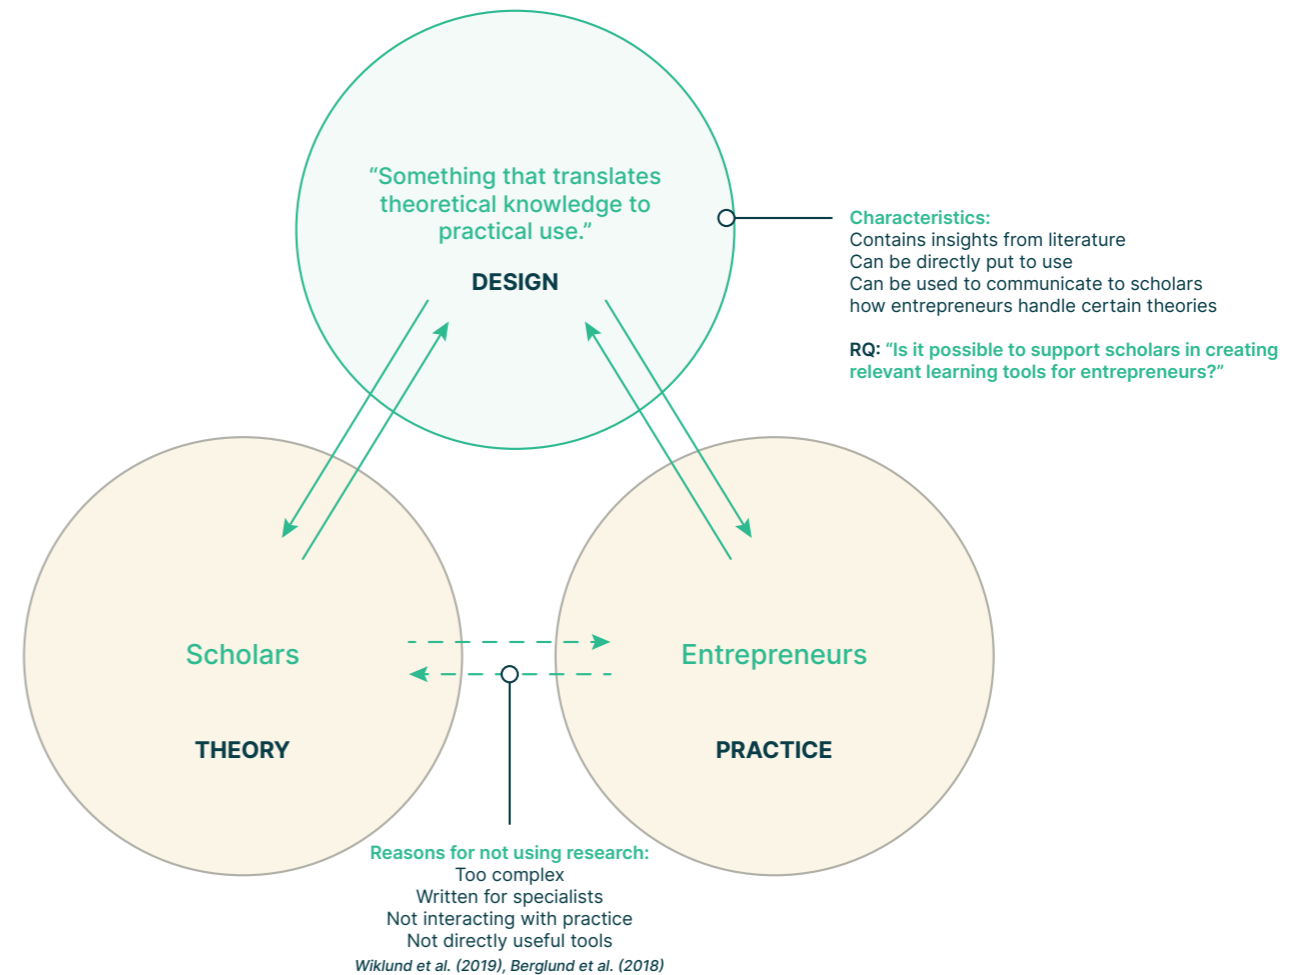 “Something that translates
theoretical knowledge to
practical use.”
DESIGN
Characteristics:
Contains insights from literature
Can be directly put to use
Can be used to communicate to scholars
how entrepreneurs handle certain theories
RQ: “Is it possible to support scholars in creating
relevant learning tools for entrepreneurs?”
Scholars
THEORY
Entrepreneurs
PRACTICE
Reasons for not using research:
Too complex
Written for specialists
Not interacting with practice
Not directly useful tools
Wiklund et al. (2019), Berglund et al. (2018)